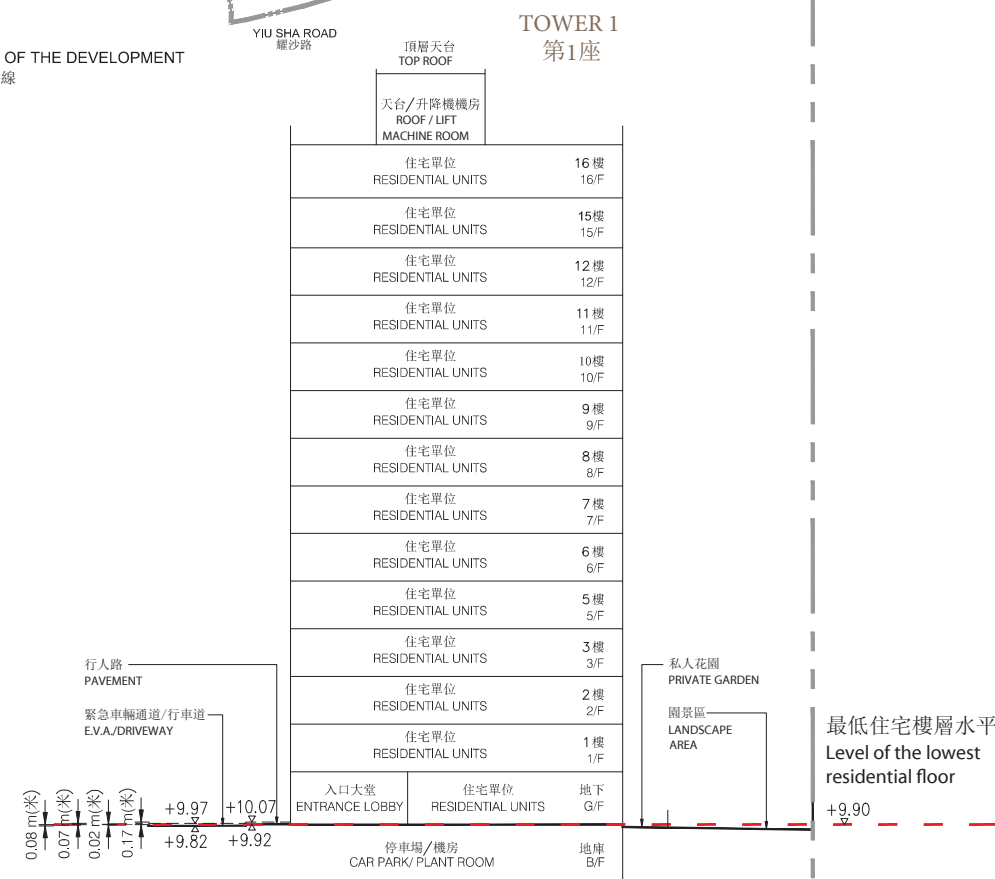 YIU SHA ROAD
耀沙路
TOWER 1
第1座
OF THE DEVELOPMENT
線
頂層天台
TOP ROOF
天台/升降機機房
ROOF / LIFT
MACHINE ROOM
住宅單位 16樓
RESIDENTIAL UNITS 16/F
住宅單位 15樓
RESIDENTIAL UNITS 15/F
住宅單位 12樓
RESIDENTIAL UNITS 12/F
住宅單位 11樓
RESIDENTIAL UNITS 11/F
住宅單位 10樓
RESIDENTIAL UNITS 10/F
住宅單位 9樓
RESIDENTIAL UNITS 9/F
住宅單位 8樓
RESIDENTIAL UNITS 8/F
住宅單位 7樓
RESIDENTIAL UNITS 7/F
住宅單位 6樓
RESIDENTIAL UNITS 6/F
住宅單位 5樓
RESIDENTIAL UNITS 5/F
住宅單位 3樓
RESIDENTIAL UNITS 3/F
住宅單位 2樓
RESIDENTIAL UNITS 2/F
住宅單位 1樓
RESIDENTIAL UNITS 1/F
入口大堂 住宅單位 地下
ENTRANCE LOBBY RESIDENTIAL UNITS G/F
停車場/機房 地庫
CAR PARK/ PLANT ROOM B/F
行人路
PAVEMENT
緊急車輛通道/行車道
E.V.A./DRIVEWAY
0.08 m(米)
0.07 m(米)
0.02 m(米)
0.17 m(米)
+9.97 +10.07
+9.82 +9.92
私人花園
PRIVATE GARDEN
園景區
LANDSCAPE
AREA
最低住宅樓層水平
Level of the lowest
residential floor
+9.90